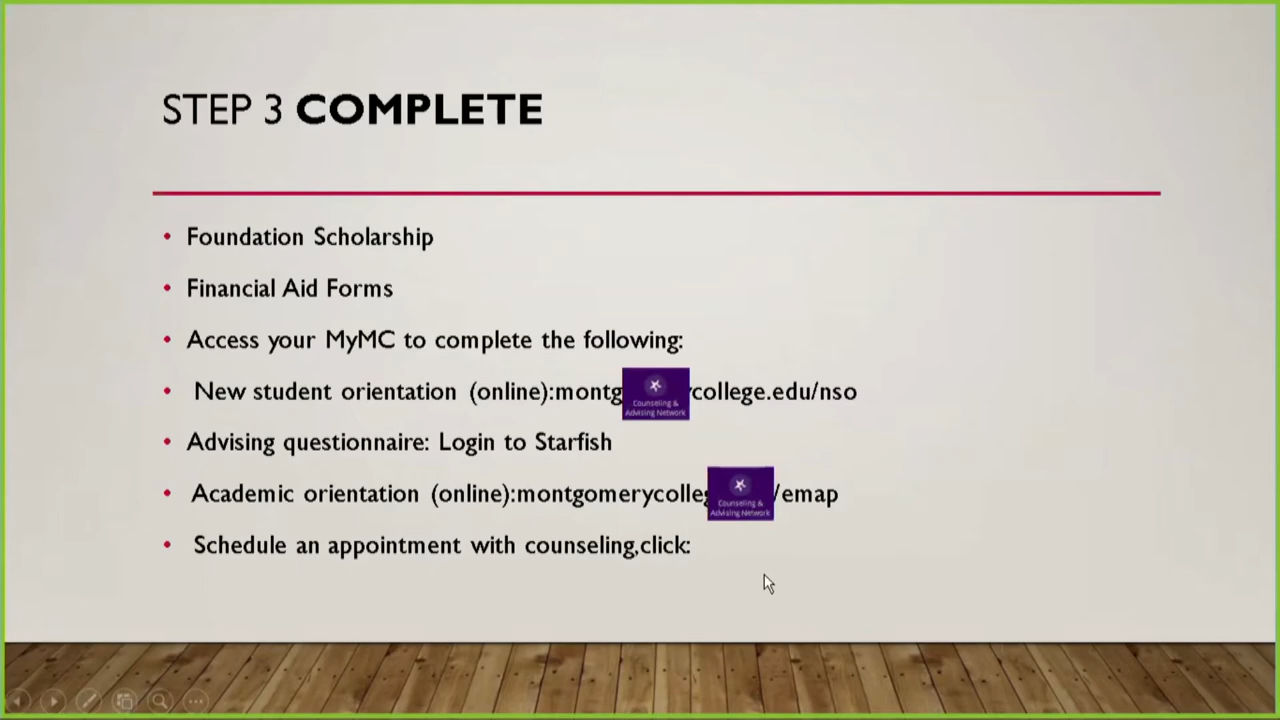 STEP 3 COMPLETE
• Foundation Scholarship
• Financial Aid Forms
• Access your MyMC to complete the following:
• New student orientation (online):montg college.edu/nso
Counseling &
Advising Network
• Advising questionnaire: Login to Starfish
• Academic orientation (online):montgomerycolleg /emap
Counseling &
Advising Network
• Schedule an appointment with counseling,click: